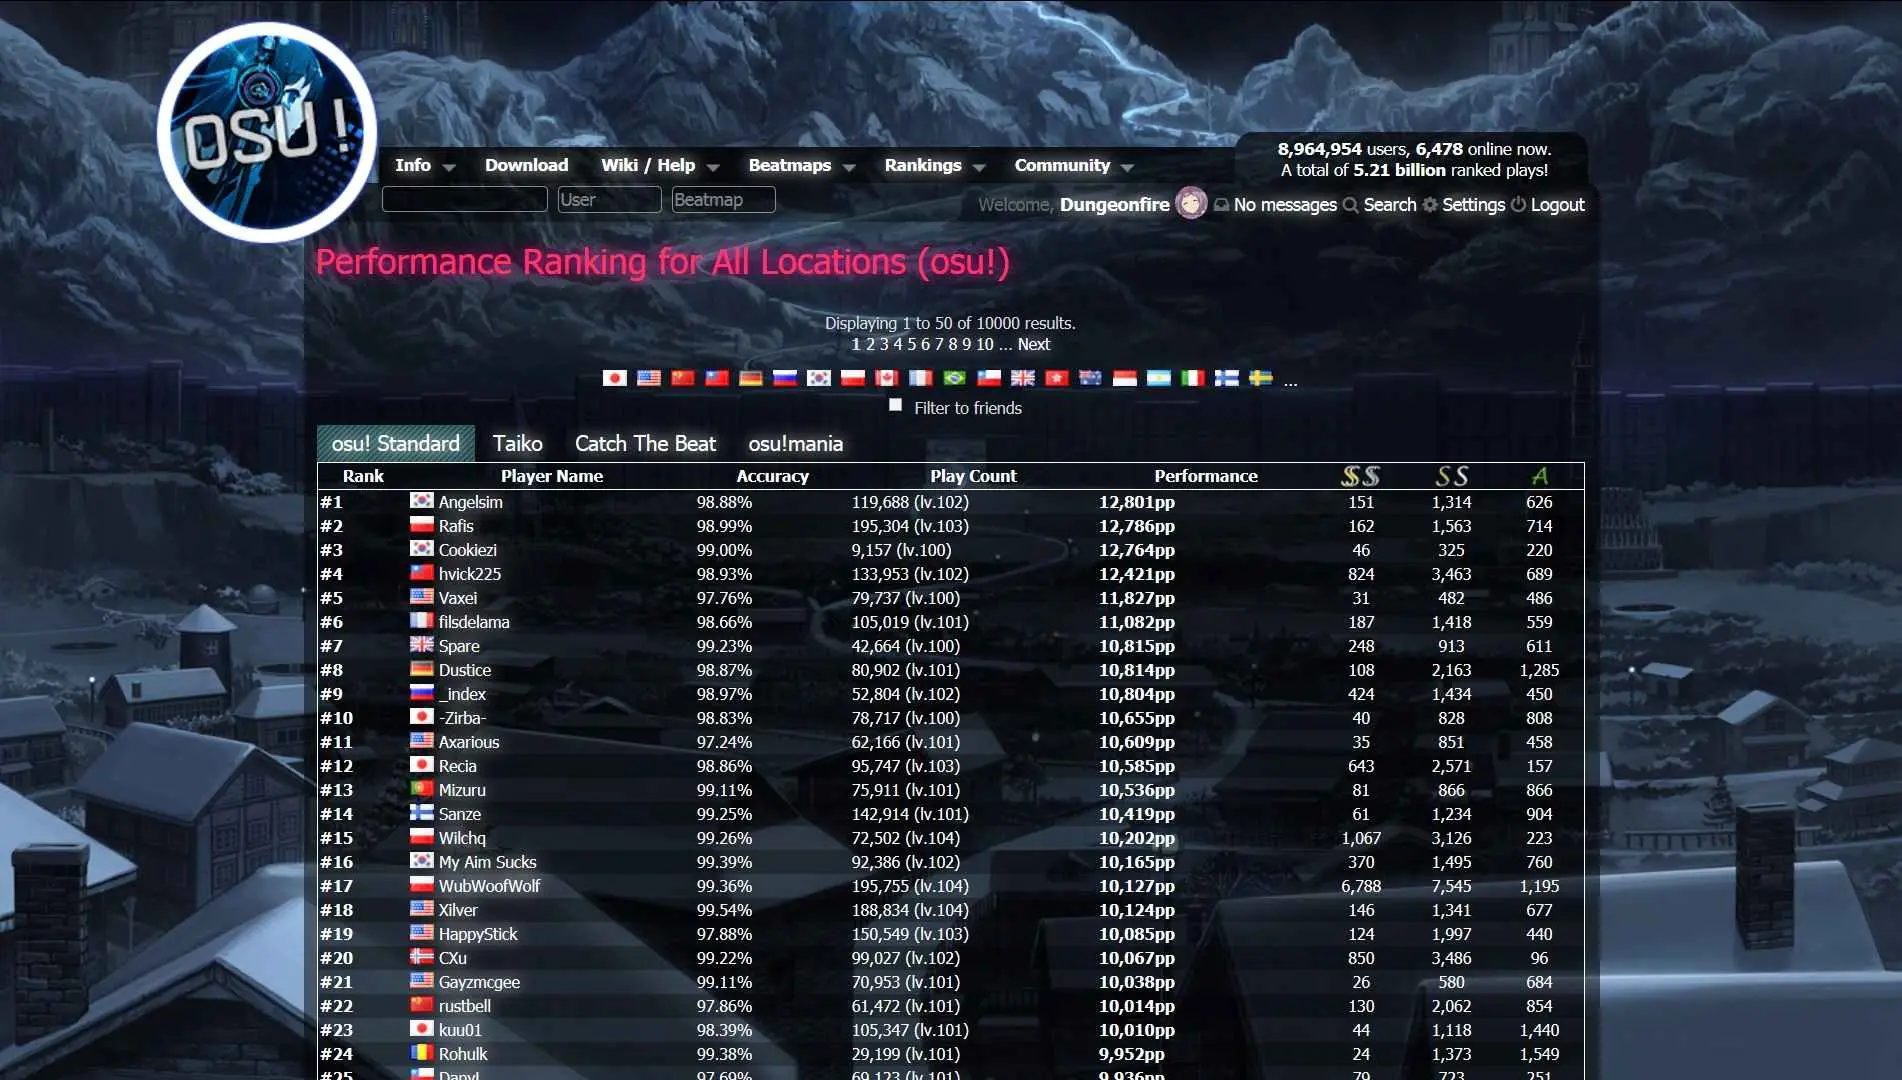 OSU!
8,964,954 users, 6,478 online now.
A total of 5.21 billion ranked plays!
Info Download Wiki / Help Beatmaps Rankings Community
User Beatmap
Welcome, Dungeonfire No messages Search Settings Logout
Performance Ranking for All Locations (osu!)
Displaying 1 to 50 of 10000 results.
1 2 3 4 5 6 7 8 9 10 ... Next
...
Filter to friends
osu! Standard Taiko Catch The Beat osu!mania
Rank Player Name Accuracy Play Count Performance SS SS SS A
#1 Angelsim 98.88% 119,688 (lv.102) 12,801pp 151 1,314 626
#2 Rafis 98.99% 195,304 (lv.103) 12,786pp 162 1,563 714
#3 Cookiezi 99.00% 9,157 (lv.100) 12,764pp 46 325 220
#4 hvick225 98.93% 133,953 (lv.102) 12,421pp 824 3,463 689
#5 Vaxei 97.76% 79,737 (lv.100) 11,827pp 31 482 486
#6 filsdelama 98.66% 105,019 (lv.101) 11,082pp 187 1,418 559
#7 Spare 99.23% 42,664 (lv.100) 10,815pp 248 913 611
#8 Dustice 98.87% 80,902 (lv.101) 10,814pp 108 2,163 1,285
#9 _index 98.97% 52,804 (lv.102) 10,804pp 424 1,434 450
#10 -Zirba- 98.83% 78,717 (lv.100) 10,655pp 40 828 808
#11 Axarious 97.24% 62,166 (lv.101) 10,609pp 35 851 458
#12 Recia 98.86% 95,747 (lv.103) 10,585pp 643 2,571 157
#13 Mizuru 99.11% 75,911 (lv.101) 10,536pp 81 866 866
#14 Sanze 99.25% 142,914 (lv.101) 10,419pp 61 1,234 904
#15 Wilchq 99.26% 72,502 (lv.104) 10,202pp 1,067 3,126 223
#16 My Aim Sucks 99.39% 92,386 (lv.102) 10,165pp 370 1,495 760
#17 WubWoofWolf 99.36% 195,755 (lv.104) 10,127pp 6,788 7,545 1,195
#18 Xilver 99.54% 188,834 (lv.104) 10,124pp 146 1,341 677
#19 HappyStick 97.88% 150,549 (lv.103) 10,085pp 124 1,997 440
#20 CXu 99.22% 99,027 (lv.102) 10,067pp 850 3,486 96
#21 Gayzmcgee 99.11% 70,953 (lv.101) 10,038pp 26 580 684
#22 rustbell 97.86% 61,472 (lv.101) 10,014pp 130 2,062 854
#23 kuu01 98.39% 105,347 (lv.101) 10,010pp 44 1,118 1,440
#24 Rohulk 99.38% 29,199 (lv.101) 9,952pp 24 1,373 1,549
#25 97.69% 69,123 (lv.101) 9,936pp 79 723 251